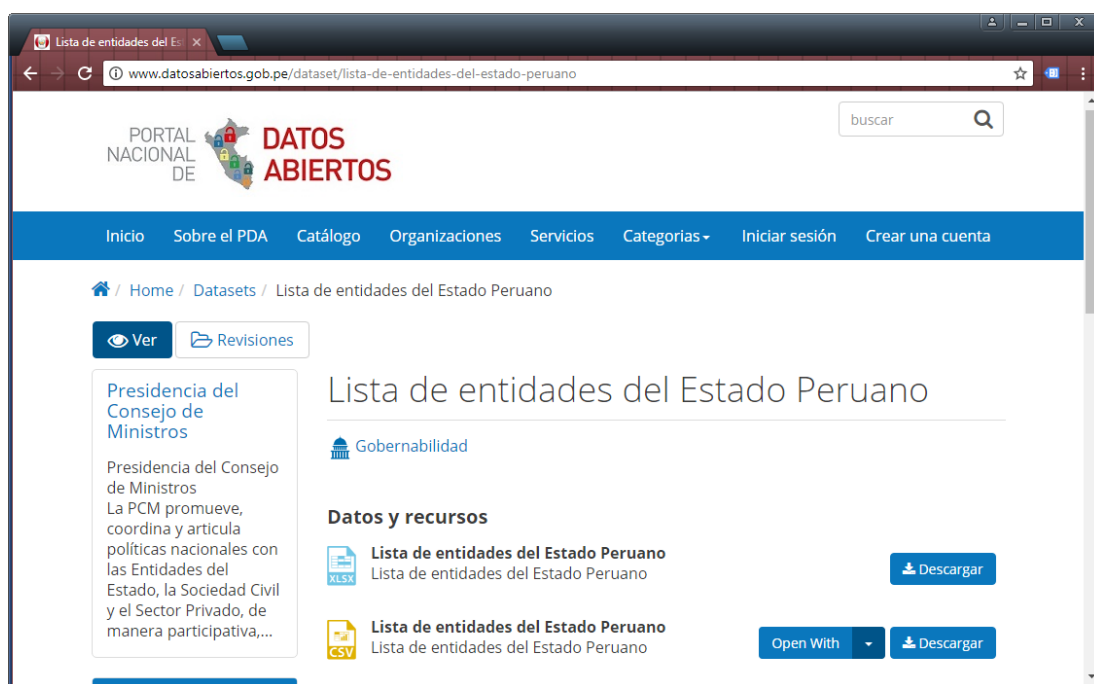 Lista de entidades del Es
www.datosabiertos.gob.pe/dataset/lista-de-entidades-del-estado-peruano
buscar
PORTAL
NACIONAL
DE
DATOS
ABIERTOS
Inicio Sobre el PDA Catálogo Organizaciones Servicios Categorias Iniciar sesión Crear una cuenta
/ Home / Datasets / Lista de entidades del Estado Peruano
Ver Revisiones
Presidencia del
Consejo de
Ministros
Presidencia del Consejo
de Ministros
La PCM promueve,
coordina y articula
políticas nacionales con
las Entidades del
Estado, la Sociedad Civil
y el Sector Privado, de
manera participativa,...
Lista de entidades del Estado Peruano
Gobernabilidad
Datos y recursos
XLSX
Lista de entidades del Estado Peruano
Lista de entidades del Estado Peruano
Descargar
CSV
Lista de entidades del Estado Peruano
Lista de entidades del Estado Peruano
Open With Descargar